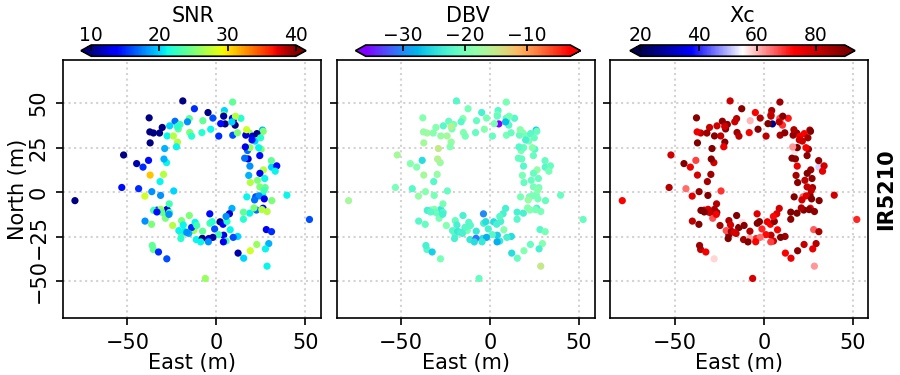 SNR DBV Xc
10 20 30 40 −30 −20 −10 20 40 60 80
50
25
0
−25
−50
North (m)
−50 0 50 −50 0 50 −50 0 50
East (m) East (m) East (m)
IR5210